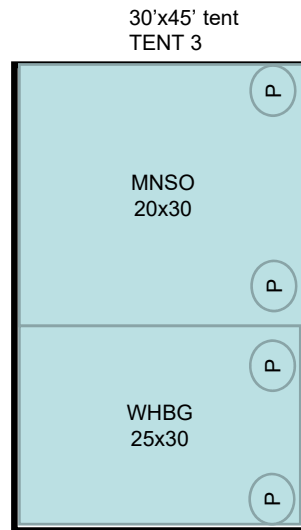 30’x45’ tent
TENT 3
P
MNSO
20x30
P
P
WHBG
25x30
P